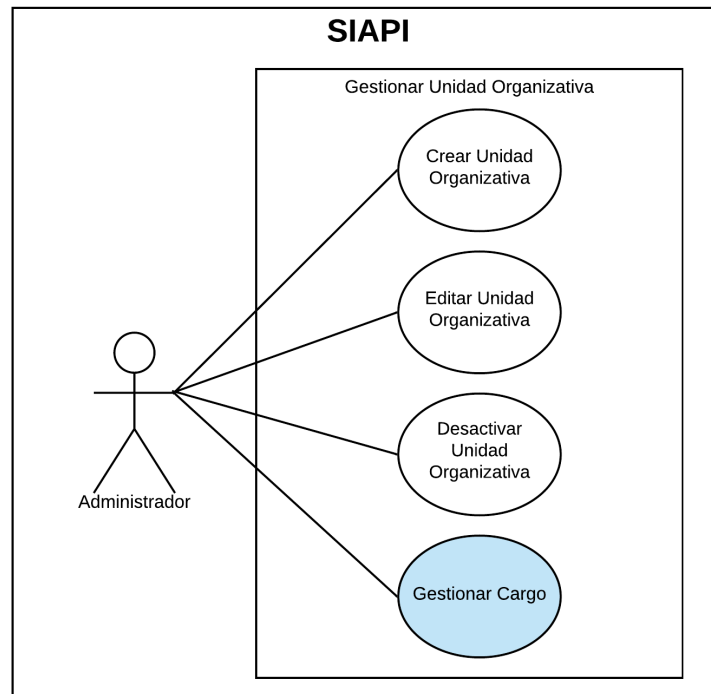 SIAPI
Gestionar Unidad Organizativa
Crear Unidad
Organizativa
Editar Unidad
Organizativa
Desactivar
Unidad
Organizativa
Administrador
Gestionar Cargo